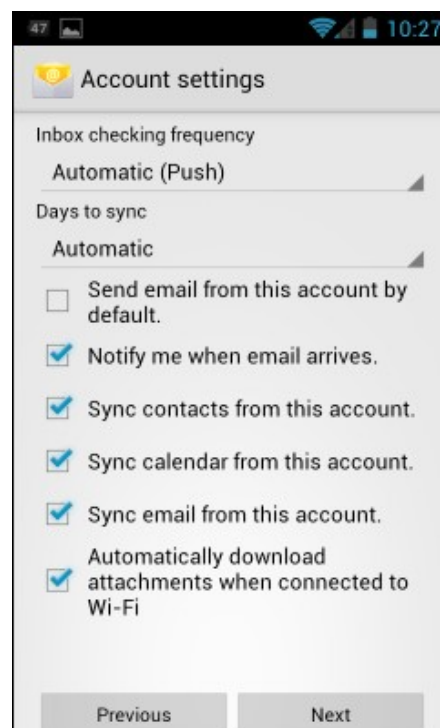 47 10:27
Account settings
Inbox checking frequency
Automatic (Push)
Days to sync
Automatic
Send email from this account by
default.
Notify me when email arrives.
Sync contacts from this account.
Sync calendar from this account.
Sync email from this account.
Automatically download
attachments when connected to
Wi-Fi
Previous Next